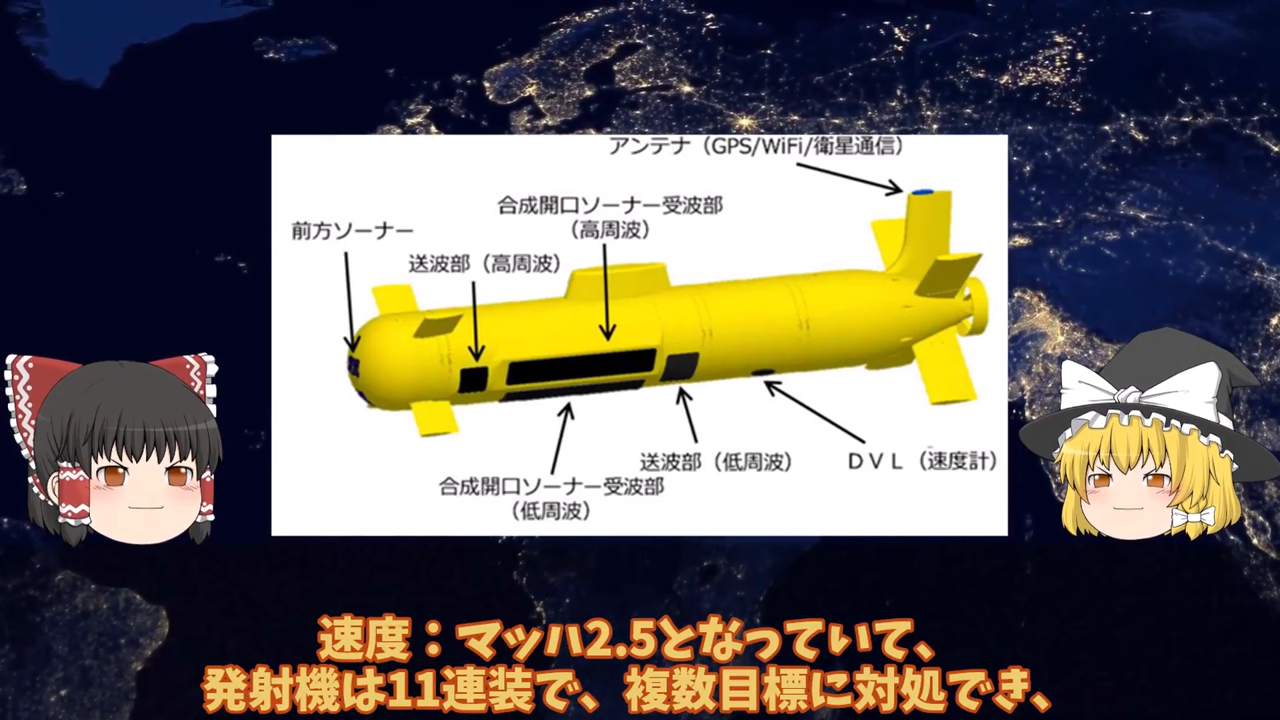 アンテナ（GPS/WiFi/衛星通信）
合成開口ソーナー受波部
（高周波）
前方ソーナー
送波部（高周波）
送波部（低周波）
ＤＶＬ（速度計）
合成開口ソーナー受波部
（低周波）
速度：マッハ2.5となっていて、
発射機は11連装で、複数目標に対処でき、